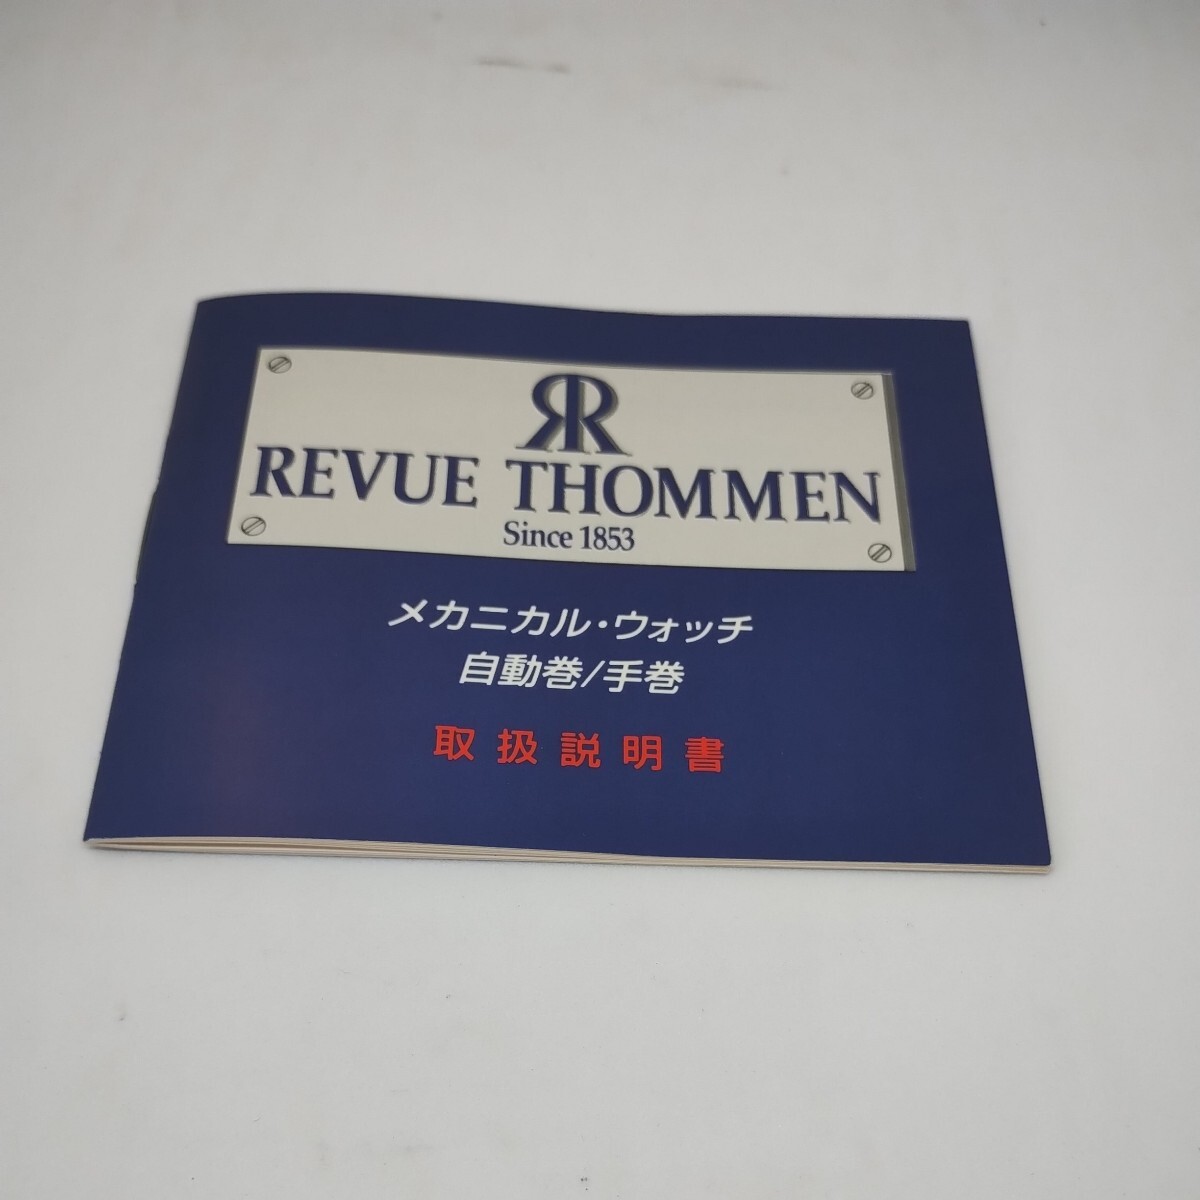 REVUE THOMMEN
Since 1853
メカニカル・ウォッチ
自動巻/手巻
取扱説明書